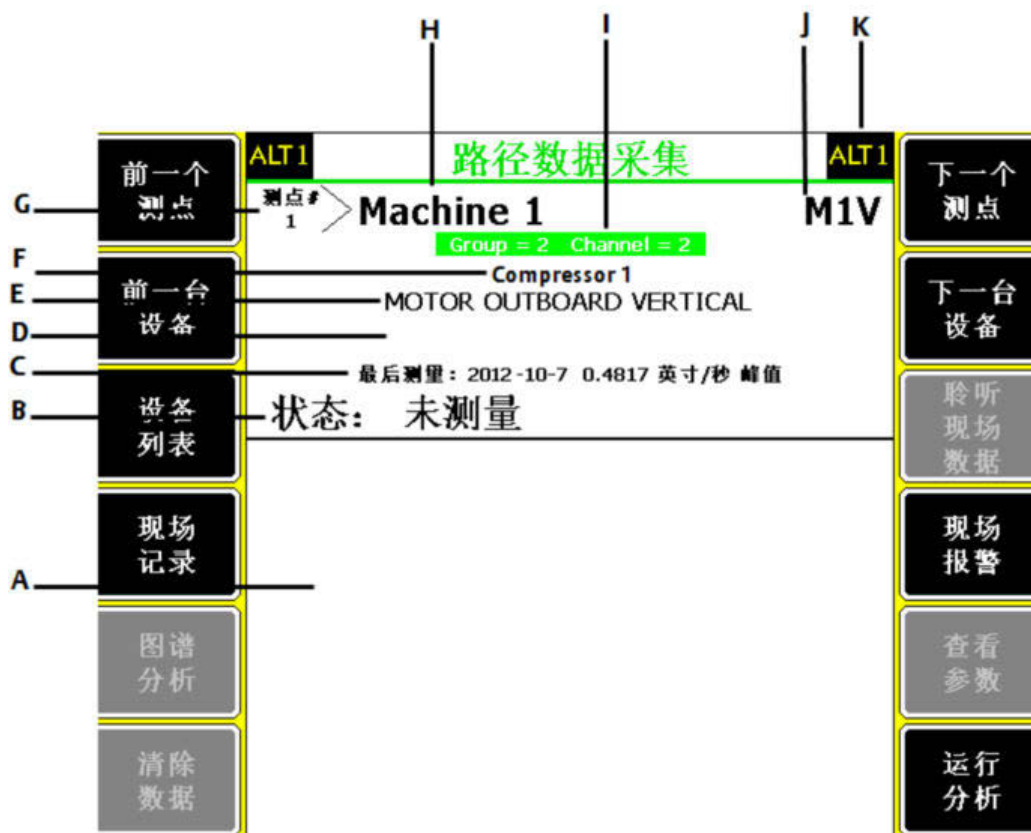 H I J K
ALT1 路径数据采集 ALT1
前一个
测点
下一个
测点
G
测点#
1
Machine 1 M1V
Group = 2 Channel = 2
F
Compressor 1
E
MOTOR OUTBOARD VERTICAL
前一台
设备
下一台
设备
D
C
最后测量：2012-10-7 0.4817 英寸/秒 峰值
B
状态： 未测量
设备
列表
聆听
现场
数据
现场
记录
现场
报警
A
图谱
分析
查看
参数
清除
数据
运行
分析